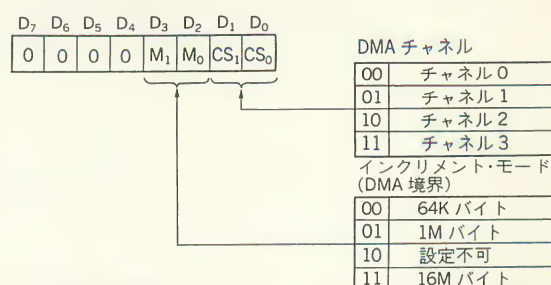 D₇ D₆ D₅ D₄ D₃ D₂ D₁ D₀
0 0 0 0 M₁ M₀ CS₁ CS₀
DMA チャネル
00 チャネル 0
01 チャネル 1
10 チャネル 2
11 チャネル 3
インクリメント・モード
(DMA 境界)
00 64K バイト
01 1M バイト
10 設定不可
11 16M バイト